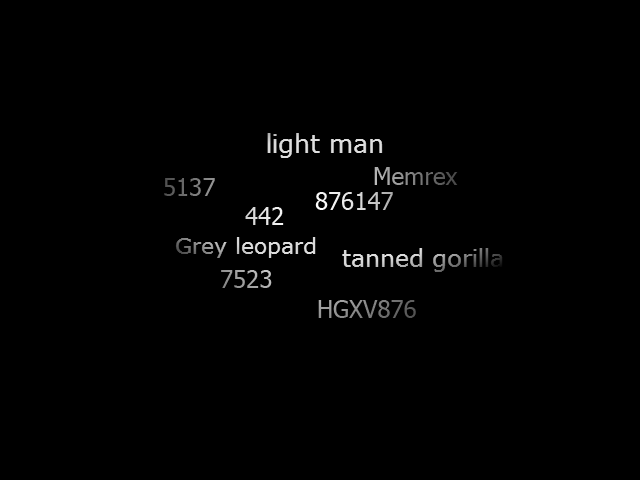 light man
Memrex
5137
876147
442
Grey leopard
tanned gorilla
7523
HGXV876